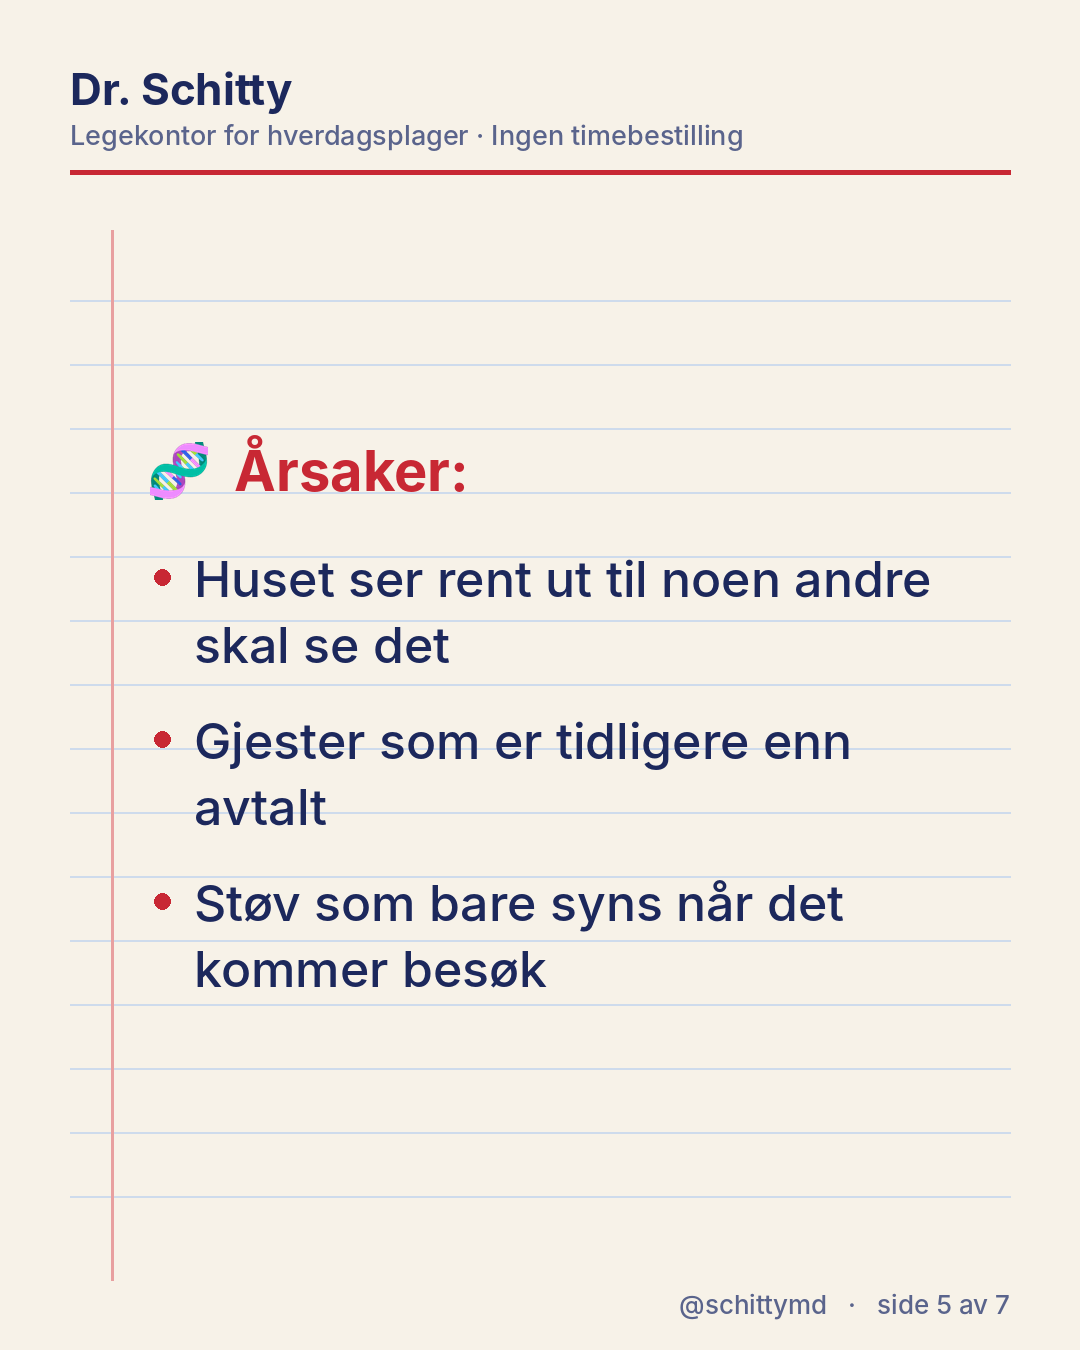 Dr. Schitty
Legekontor for hverdagsplager · Ingen timebestilling
🧬 Årsaker:
• Huset ser rent ut til noen andre
skal se det
• Gjester som er tidligere enn
avtalt
• Støv som bare syns når det
kommer besøk
@schittymd · side 5 av 7